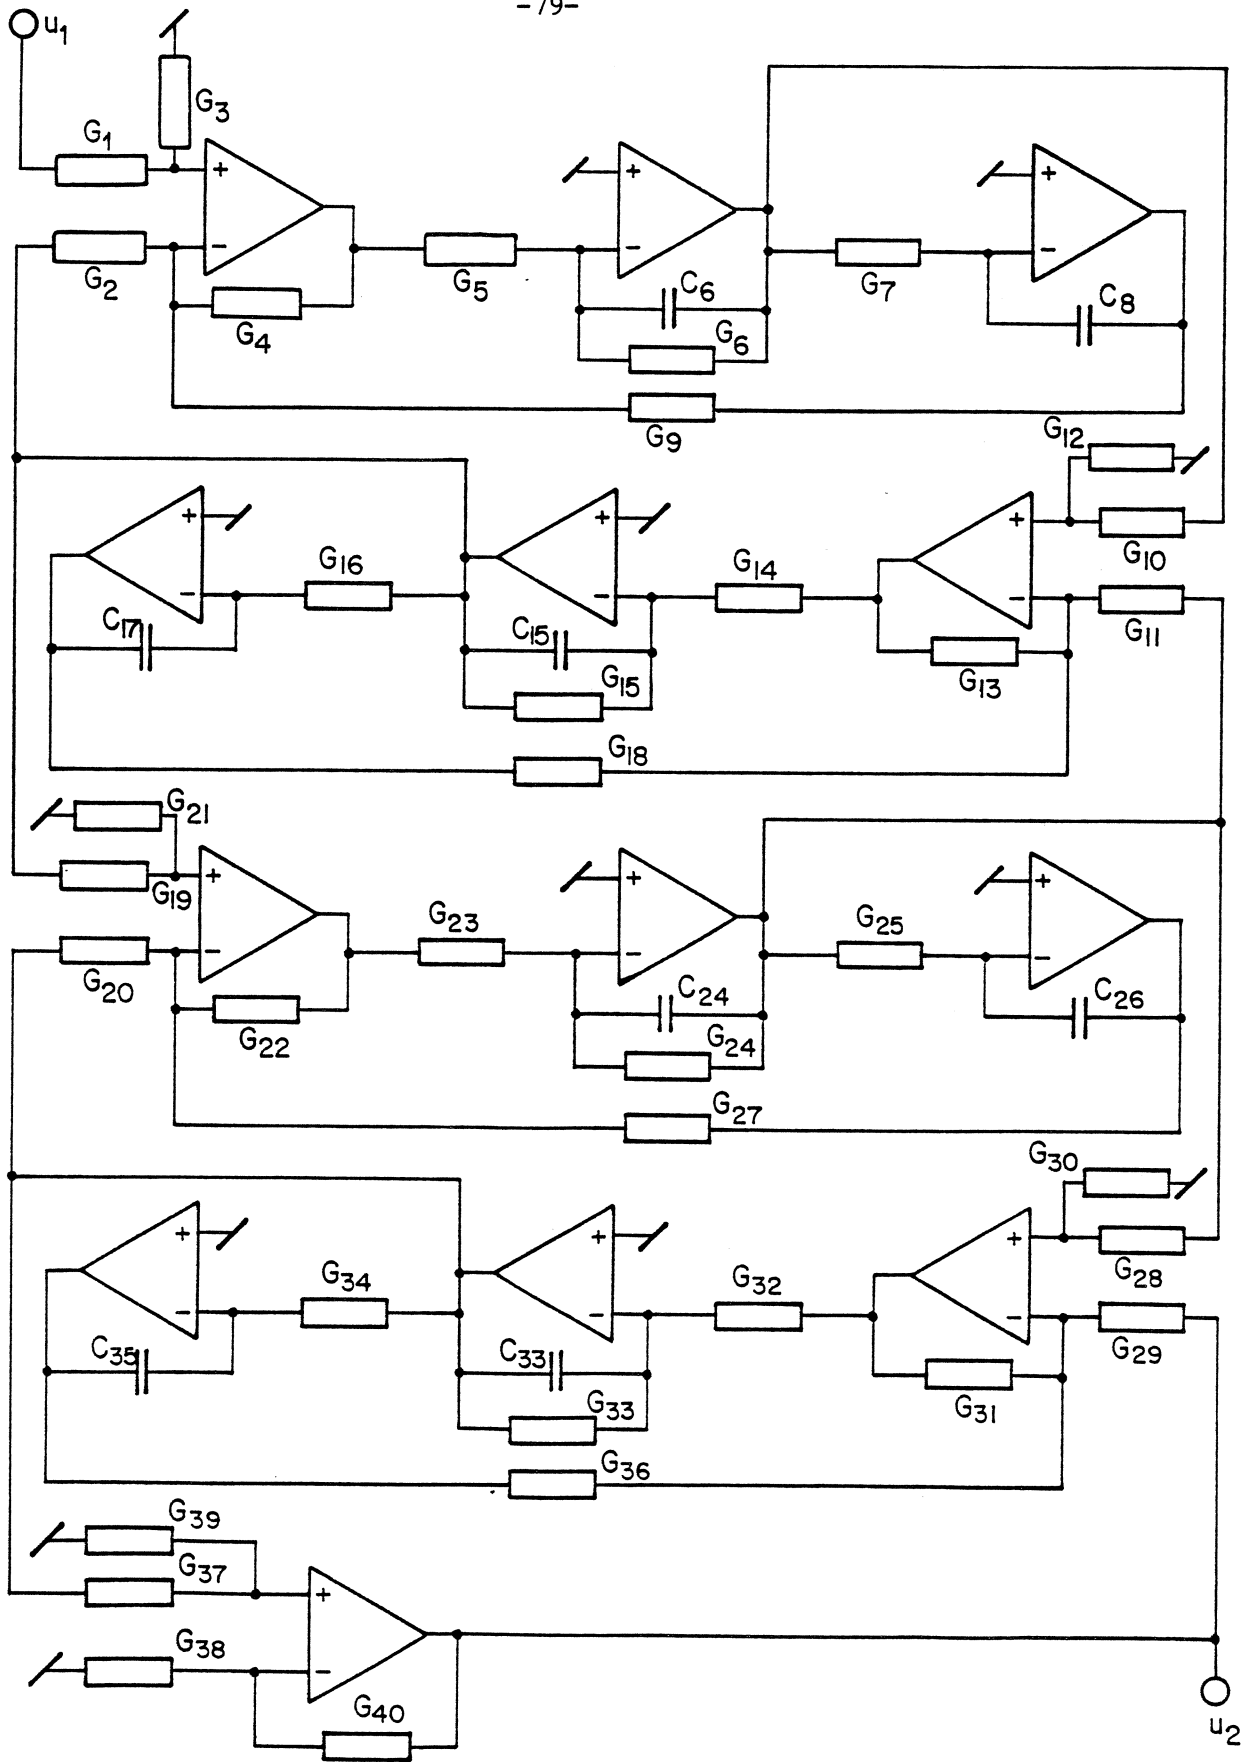 -79-
u1
G3
G1
+
+
+
−
−
−
G2
G5
G7
C6
C8
G4
G6
G9
G12
+
+
+
G10
G16
G14
−
−
−
C17
C15
G11
G15
G13
G18
G21
+
+
+
G19
G23
G25
−
−
−
G20
C24
C26
G22
G24
G27
G30
+
+
+
G28
G34
G32
−
−
−
C35
C33
G29
G33
G31
G36
G39
G37
+
G38
−
G40
u2